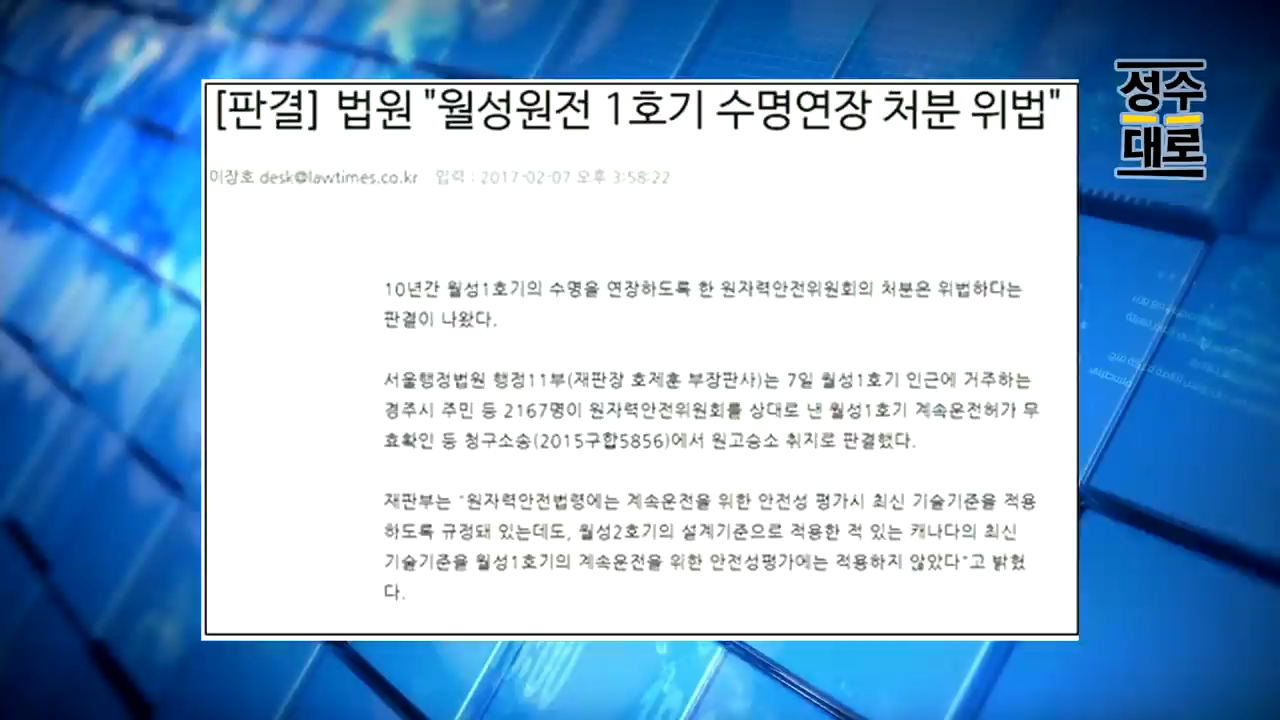 [판결] 법원 "월성원전 1호기 수명연장 처분 위법"
이장호 desk@lawtimes.co.kr 입력 : 2017-02-07 오후 3:58:22
성수
대로
10년간 월성1호기의 수명을 연장하도록 한 원자력안전위원회의 처분은 위법하다는
판결이 나왔다.
서울행정법원 행정11부(재판장 호제훈 부장판사)는 7일 월성1호기 인근에 거주하는
경주시 주민 등 2167명이 원자력안전위원회를 상대로 낸 월성1호기 계속운전허가 무
효확인 등 청구소송(2015구합5856)에서 원고승소 취지로 판결했다.
재판부는 "원자력안전법령에는 계속운전을 위한 안전성 평가시 최신 기술기준을 적용
하도록 규정돼 있는데도, 월성2호기의 설계기준으로 적용한 적 있는 캐나다의 최신
기술기준을 월성1호기의 계속운전을 위한 안전성평가에는 적용하지 않았다"고 밝혔
다.